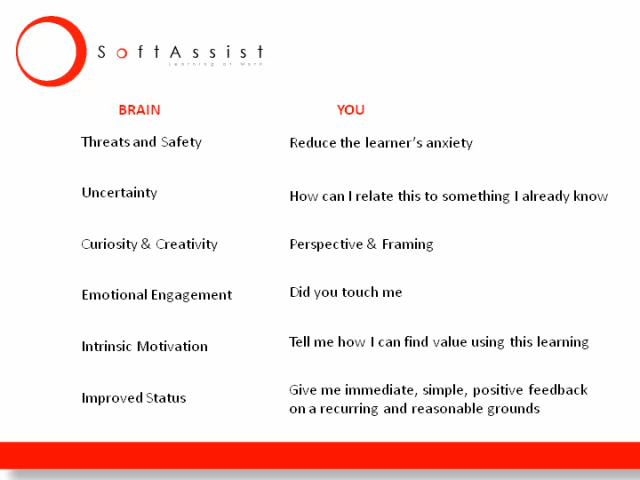 SoftAssist
Learning at Work
BRAIN YOU
Threats and Safety Reduce the learner's anxiety
Uncertainty How can I relate this to something I already know
Curiosity & Creativity Perspective & Framing
Emotional Engagement Did you touch me
Intrinsic Motivation Tell me how I can find value using this learning
Improved Status Give me immediate, simple, positive feedback
on a recurring and reasonable grounds